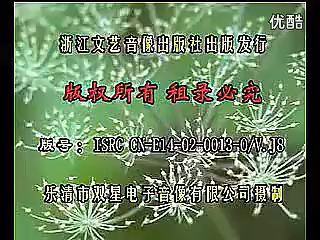 优酷
浙江文艺音像出版社出版发行
版权所有 租录必究
版号：ISRC CN-E14-02-0013-0/V.J8
乐清市双星电子音像有限公司摄制